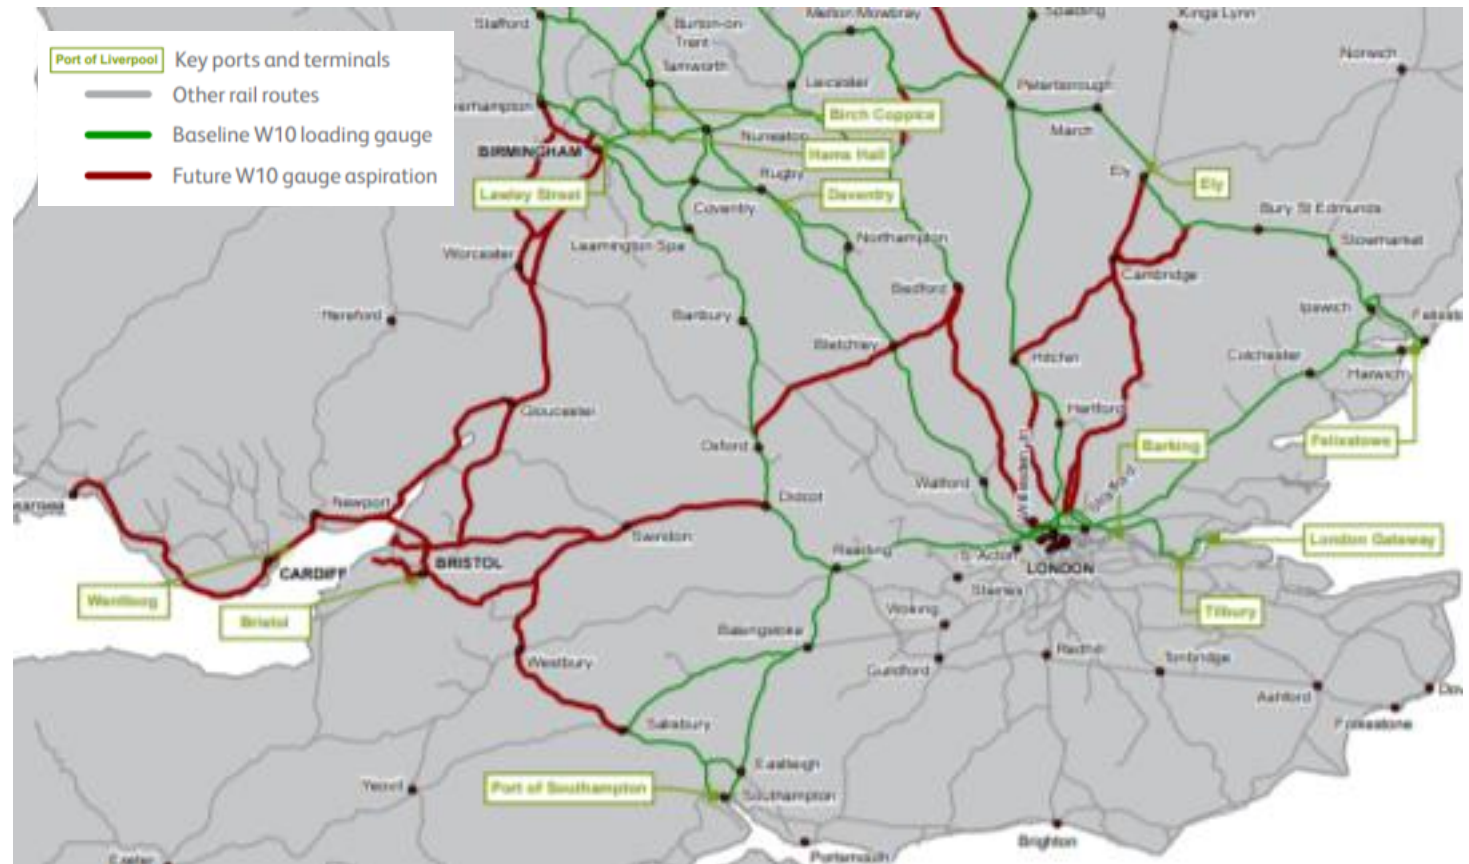 Port of Liverpool
Key ports and terminals
Other rail routes
Baseline W10 loading gauge
Future W10 gauge aspiration
Stafford
Burton-on
Trent
Melton Mowbray
Spalding
Kings Lynn
Norwich
Tamworth
Leicester
Peterborough
Birch Coppice
March
Nuneaton
BIRMINGHAM
Hams Hall
Ely
Ely
Rugby
Lawley Street
Daventry
Coventry
Bury St Edmunds
Northampton
Stowmarket
Leamington Spa
Worcester
Cambridge
Bedford
Hereford
Banbury
Ipswich
Bletchley
Hitchin
Colchester
Harwich
Gloucester
Hertford
Felixstowe
Oxford
Barking
Watford
Newport
Didcot
Swindon
Reading
London Gateway
BRISTOL
CARDIFF
LONDON
Staines
Wentloog
Bristol
Tilbury
Woking
Basingstoke
Westbury
Guildford
Redhill
Tonbridge
Ashford
Folkestone
Salisbury
Eastleigh
Yeovil
Port of Southampton
Southampton
Brighton
Portsmouth
Exeter